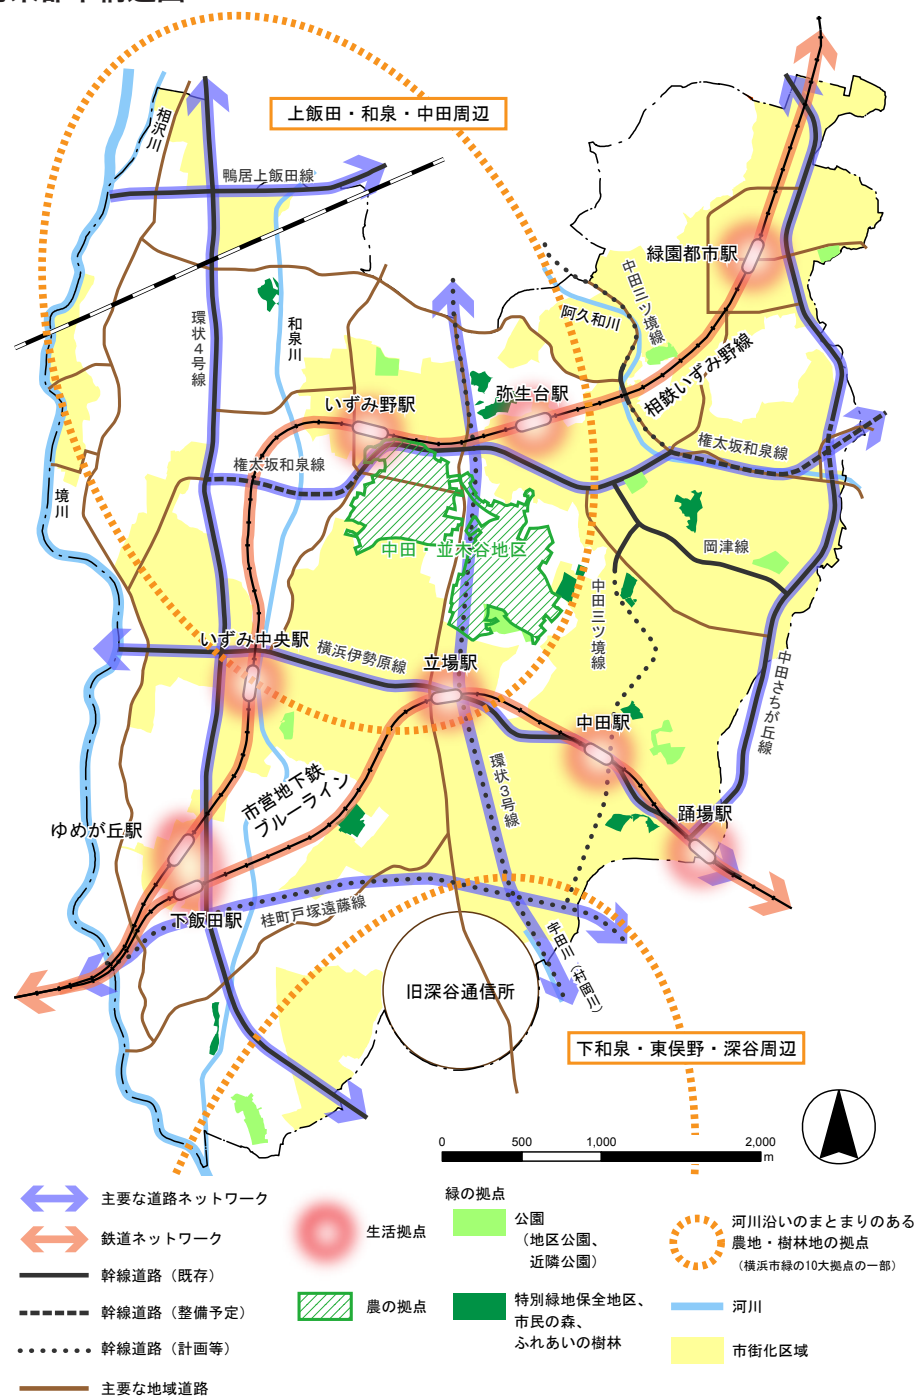 上飯田・和泉・中田周辺
相沢川
鴨居上飯田線
緑園都市駅
中田三ツ境線
阿久和川
環状4号線
和泉川
相鉄いずみ野線
弥生台駅
いずみ野駅
権太坂和泉線
権太坂和泉線
境川
中田・並木谷地区
岡津線
中田三ツ境線
いずみ中央駅
横浜伊勢原線
立場駅
中田さちが丘線
中田駅
環状3号線
市営地下鉄
ブルーライン
踊場駅
ゆめが丘駅
下飯田駅
桂町戸塚遠藤線
宇田川（村岡川）
旧深谷通信所
下和泉・東俣野・深谷周辺
0 500 1,000 2,000
m
主要な道路ネットワーク
鉄道ネットワーク
幹線道路（既存）
幹線道路（整備予定）
幹線道路（計画等）
主要な地域道路
生活拠点
農の拠点
緑の拠点
公園
（地区公園、
近隣公園）
特別緑地保全地区、
市民の森、
ふれあいの樹林
河川沿いのまとまりのある
農地・樹林地の拠点
（横浜市緑の10大拠点の一部）
河川
市街化区域